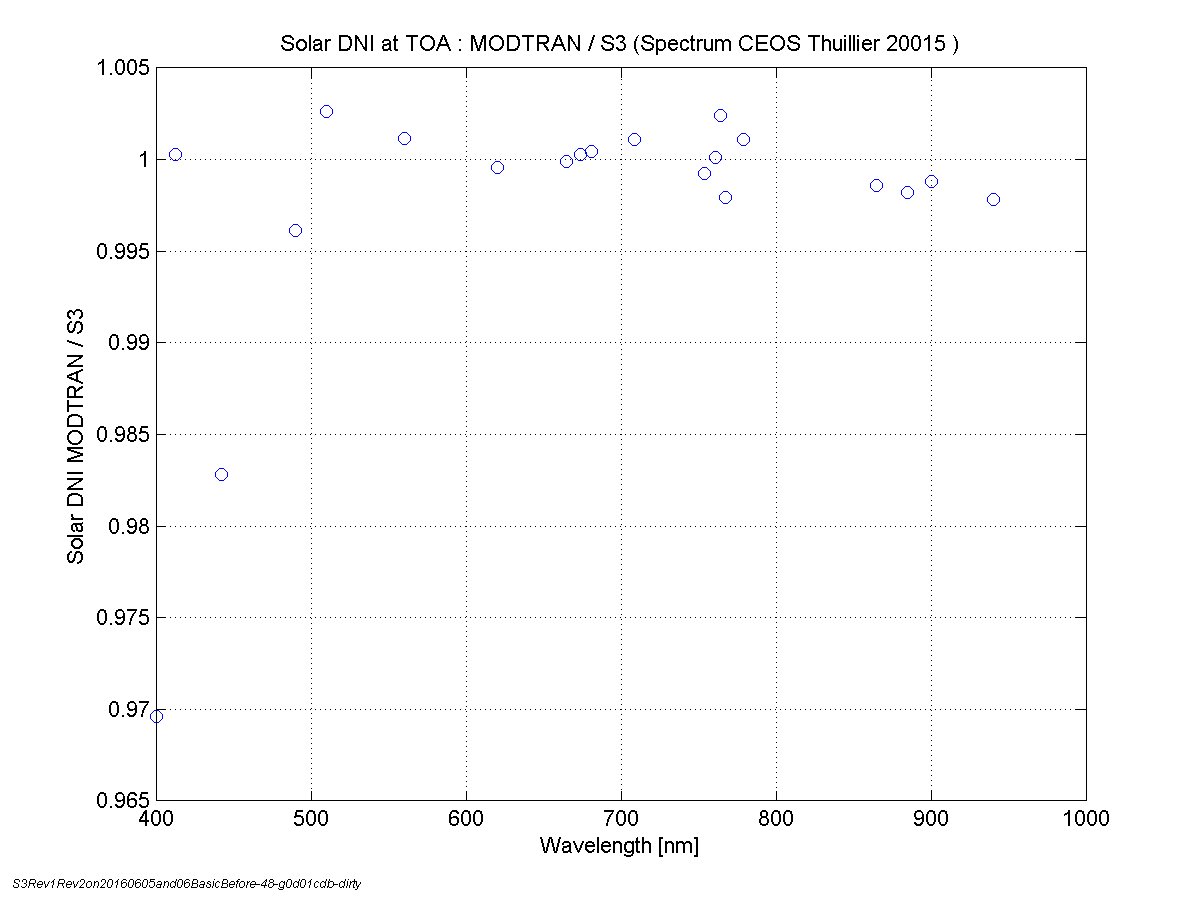 Solar DNI at TOA : MODTRAN / S3 (Spectrum CEOS Thuillier 20015 )
1.005
1
0.995
0.99
0.985
0.98
0.975
0.97
0.965
Solar DNI MODTRAN / S3
400 500 600 700 800 900 1000
Wavelength [nm]
S3Rev1Rev2on20160605and06BasicBefore-48-g0d01cdb-dirty